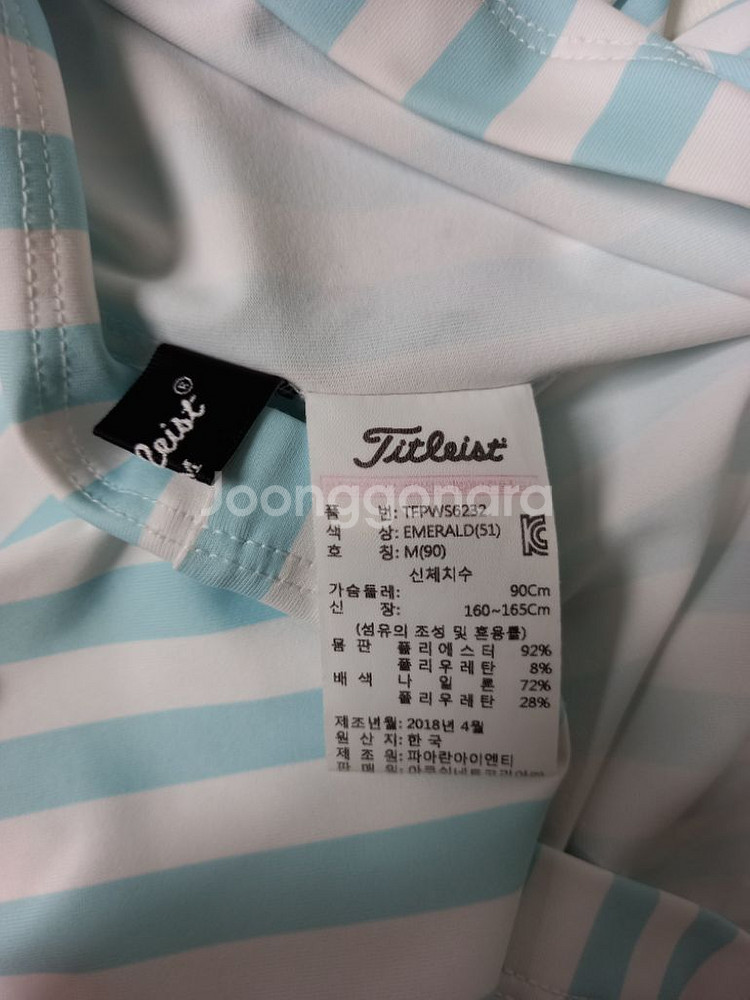 Titleist
Joonggonara
품 번: TFPWS6232
색 상: EMERALD(51)
호 칭: M(90)
신체치수
가슴둘레: 90Cm
신 장: 160~165Cm
(섬유의 조성 및 혼용률)
몸 판 폴리에스터 92%
폴리우레탄 8%
배색 나일론 72%
폴리우레탄 28%
제조년월: 2018년 4월
원 산 지: 한국
제 조 원: 파아란아이엔티
판 매 원: